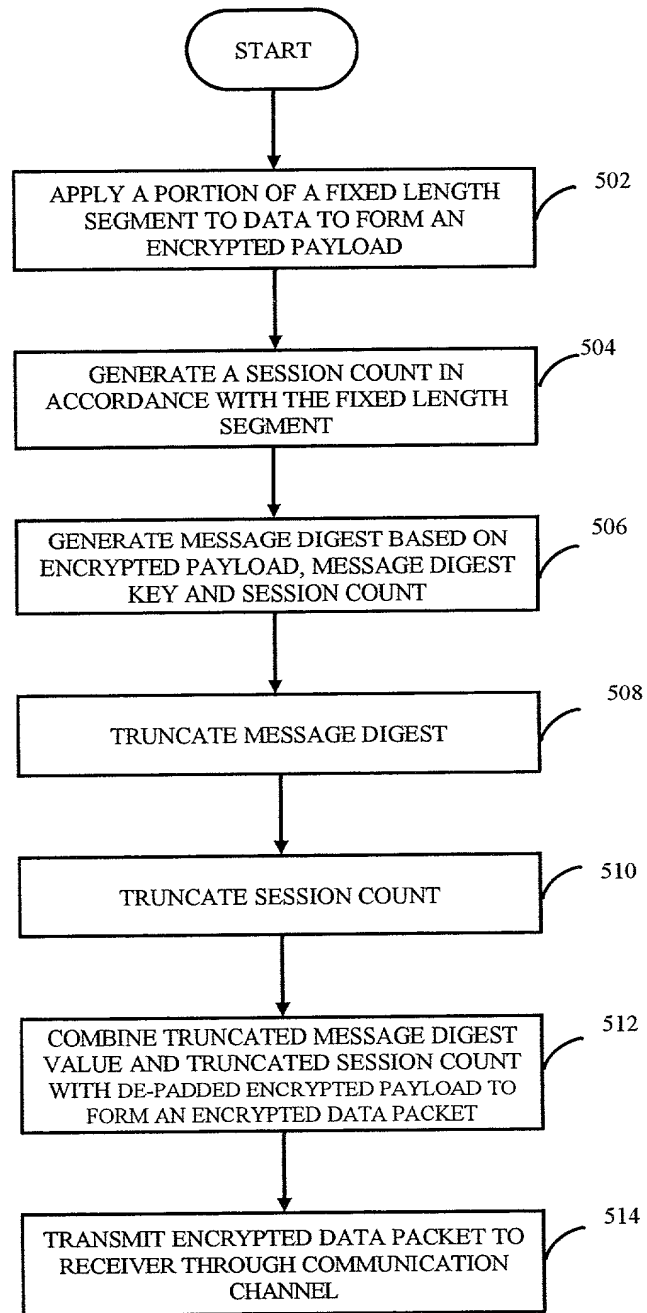 START
502
APPLY A PORTION OF A FIXED LENGTH
SEGMENT TO DATA TO FORM AN
ENCRYPTED PAYLOAD
504
GENERATE A SESSION COUNT IN
ACCORDANCE WITH THE FIXED LENGTH
SEGMENT
506
GENERATE MESSAGE DIGEST BASED ON
ENCRYPTED PAYLOAD, MESSAGE DIGEST
KEY AND SESSION COUNT
508
TRUNCATE MESSAGE DIGEST
510
TRUNCATE SESSION COUNT
512
COMBINE TRUNCATED MESSAGE DIGEST
VALUE AND TRUNCATED SESSION COUNT
WITH DE-PADDED ENCRYPTED PAYLOAD TO
FORM AN ENCRYPTED DATA PACKET
514
TRANSMIT ENCRYPTED DATA PACKET TO
RECEIVER THROUGH COMMUNICATION
CHANNEL